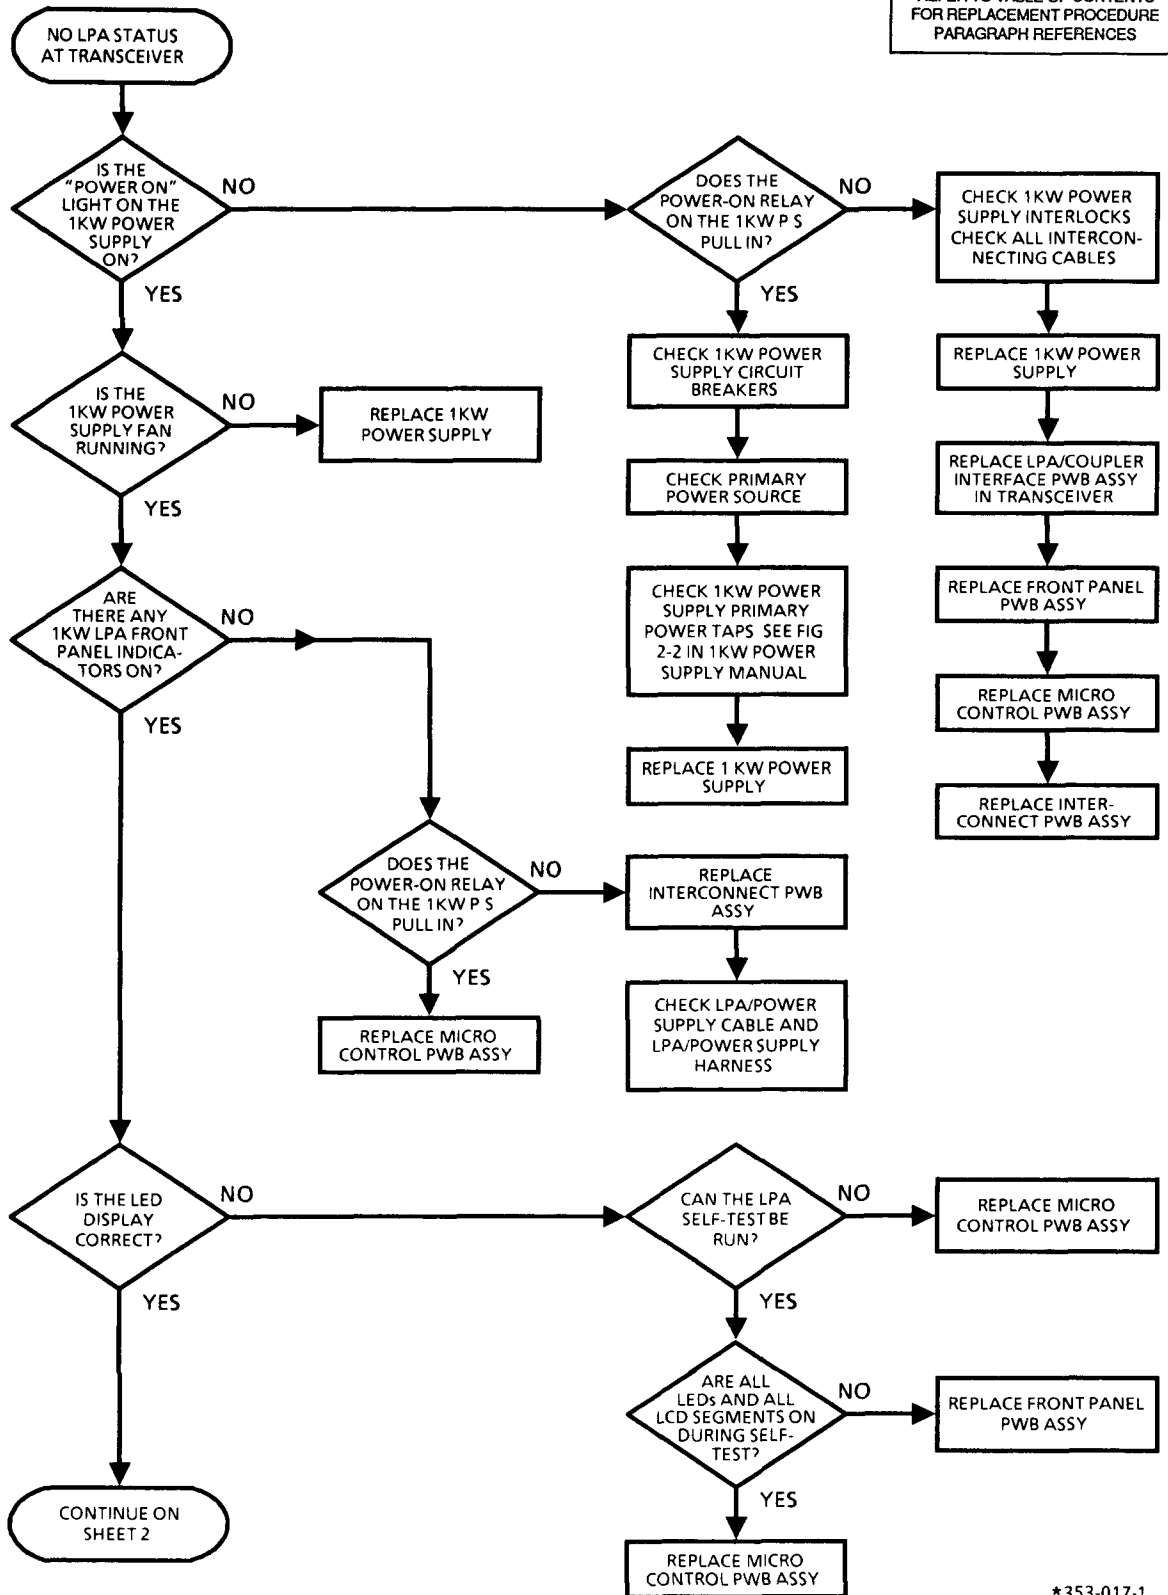 FOR REPLACEMENT PROCEDURE
PARAGRAPH REFERENCES
NO LPA STATUS
AT TRANSCEIVER
IS THE
"POWER ON"
LIGHT ON THE
1KW POWER
SUPPLY
ON?
NO
YES
DOES THE
POWER-ON RELAY
ON THE 1KW P S
PULL IN?
NO
YES
CHECK 1KW POWER
SUPPLY INTERLOCKS
CHECK ALL INTERCON-
NECTING CABLES
REPLACE 1KW POWER
SUPPLY
REPLACE LPA/COUPLER
INTERFACE PWB ASSY
IN TRANSCEIVER
REPLACE FRONT PANEL
PWB ASSY
REPLACE MICRO
CONTROL PWB ASSY
REPLACE INTER-
CONNECT PWB ASSY
CHECK 1KW POWER
SUPPLY CIRCUIT
BREAKERS
CHECK PRIMARY
POWER SOURCE
CHECK 1KW POWER
SUPPLY PRIMARY
POWER TAPS SEE FIG
2-2 IN 1KW POWER
SUPPLY MANUAL
REPLACE 1 KW POWER
SUPPLY
IS THE
1KW POWER
SUPPLY FAN
RUNNING?
NO
YES
REPLACE 1KW
POWER SUPPLY
ARE
THERE ANY
1KW LPA FRONT
PANEL INDICA-
TORS ON?
NO
YES
DOES THE
POWER-ON RELAY
ON THE 1KW P S
PULL IN?
NO
YES
REPLACE
INTERCONNECT PWB
ASSY
CHECK LPA/POWER
SUPPLY CABLE AND
LPA/POWER SUPPLY
HARNESS
REPLACE MICRO
CONTROL PWB ASSY
IS THE LED
DISPLAY
CORRECT?
NO
YES
CAN THE LPA
SELF-TEST BE
RUN?
NO
YES
REPLACE MICRO
CONTROL PWB ASSY
ARE ALL
LEDs AND ALL
LCD SEGMENTS ON
DURING SELF-
TEST?
NO
YES
REPLACE FRONT PANEL
PWB ASSY
REPLACE MICRO
CONTROL PWB ASSY
CONTINUE ON
SHEET 2
*353-017-1